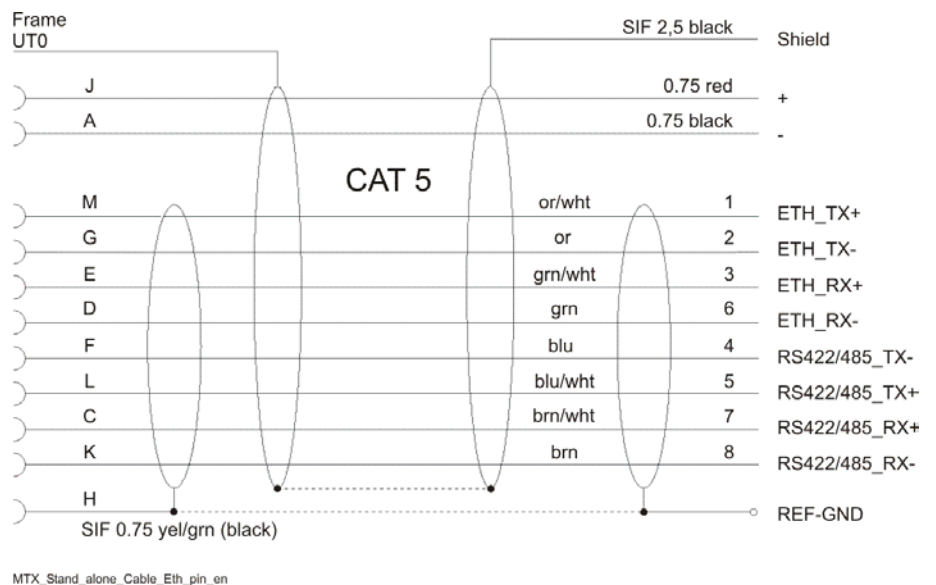 Frame
UT0
SIF 2,5 black Shield
J 0.75 red +
A 0.75 black -
CAT 5
M or/wht 1 ETH_TX+
G or 2 ETH_TX-
E grn/wht 3 ETH_RX+
D grn 6 ETH_RX-
F blu 4 RS422/485_TX-
L blu/wht 5 RS422/485_TX+
C brn/wht 7 RS422/485_RX+
K brn 8 RS422/485_RX-
H REF-GND
SIF 0.75 yel/grn (black)
MTX_Stand_alone_Cable_Eth_pin_en